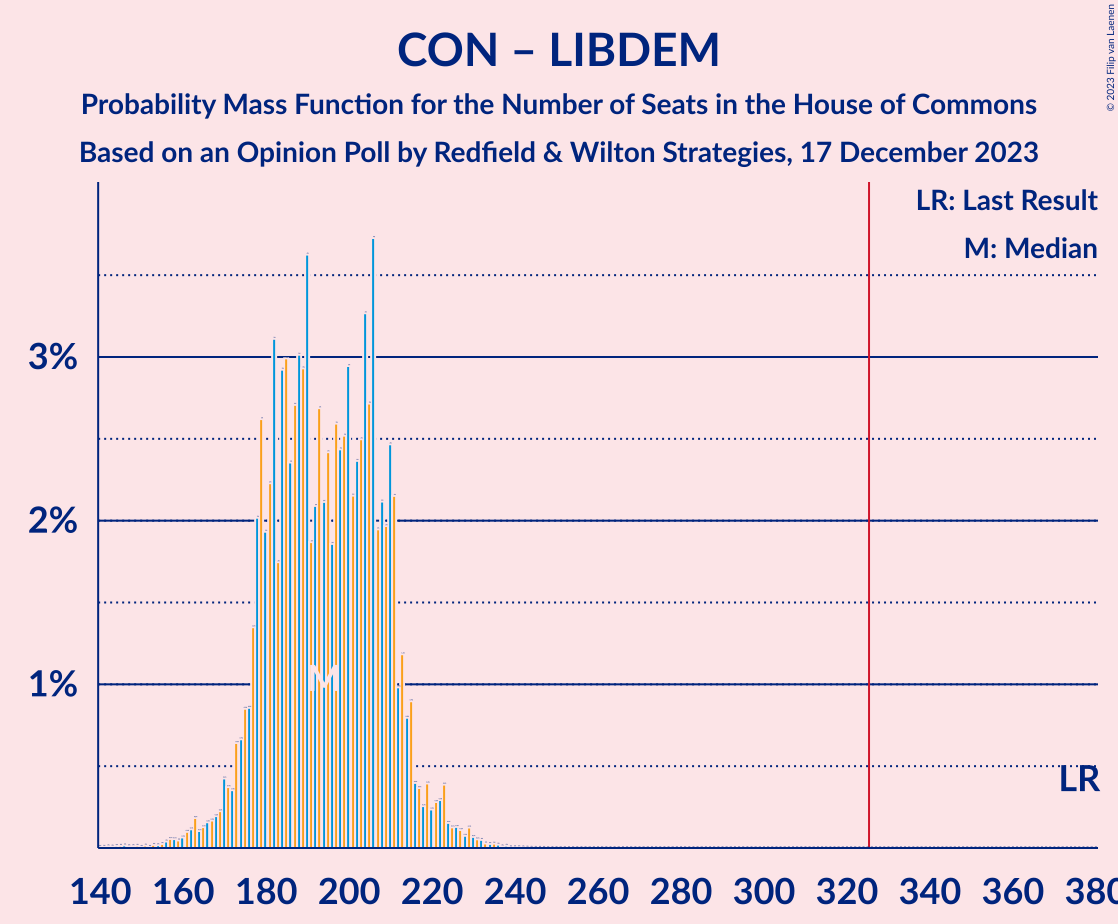 CON – LIBDEM
Probability Mass Function for the Number of Seats in the House of Commons
Based on an Opinion Poll by Redfield & Wilton Strategies, 17 December 2023
© 2023 Filip van Laenen
LR: Last Result
M: Median
3%
2%
1%
M
LR
140 160 180 200 220 240 260 280 300 320 340 360 380